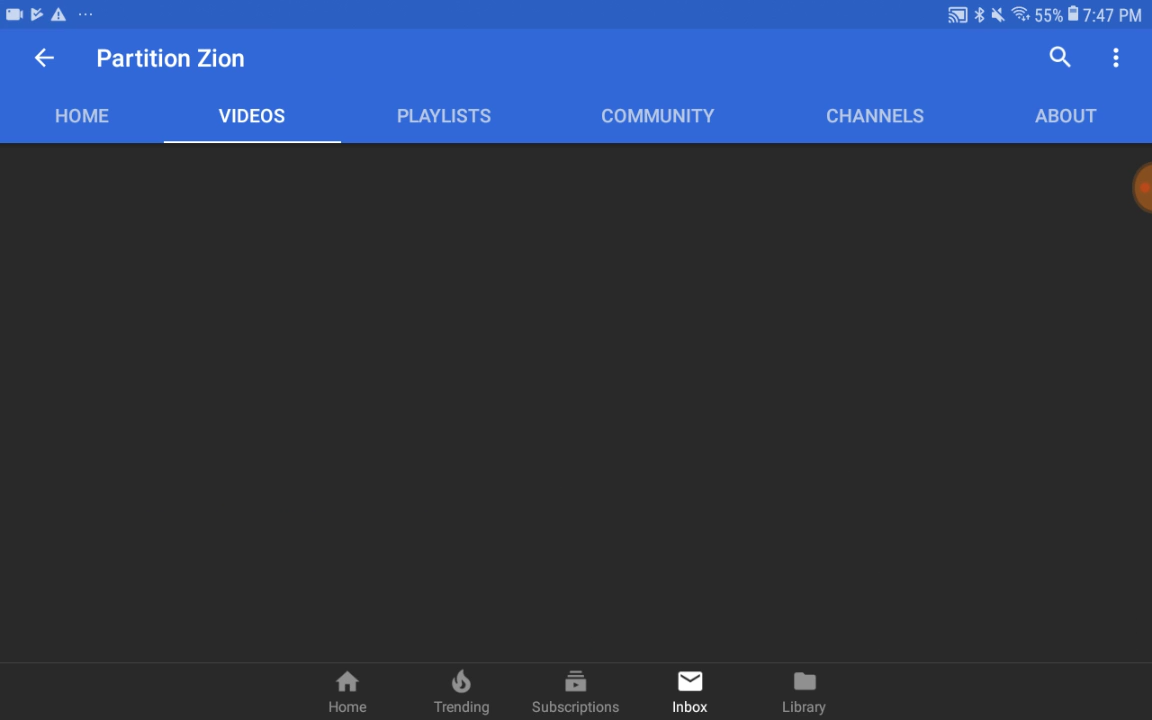 ... 55% 7:47 PM
Partition Zion
HOME VIDEOS PLAYLISTS COMMUNITY CHANNELS ABOUT
Home Trending Subscriptions Inbox Library